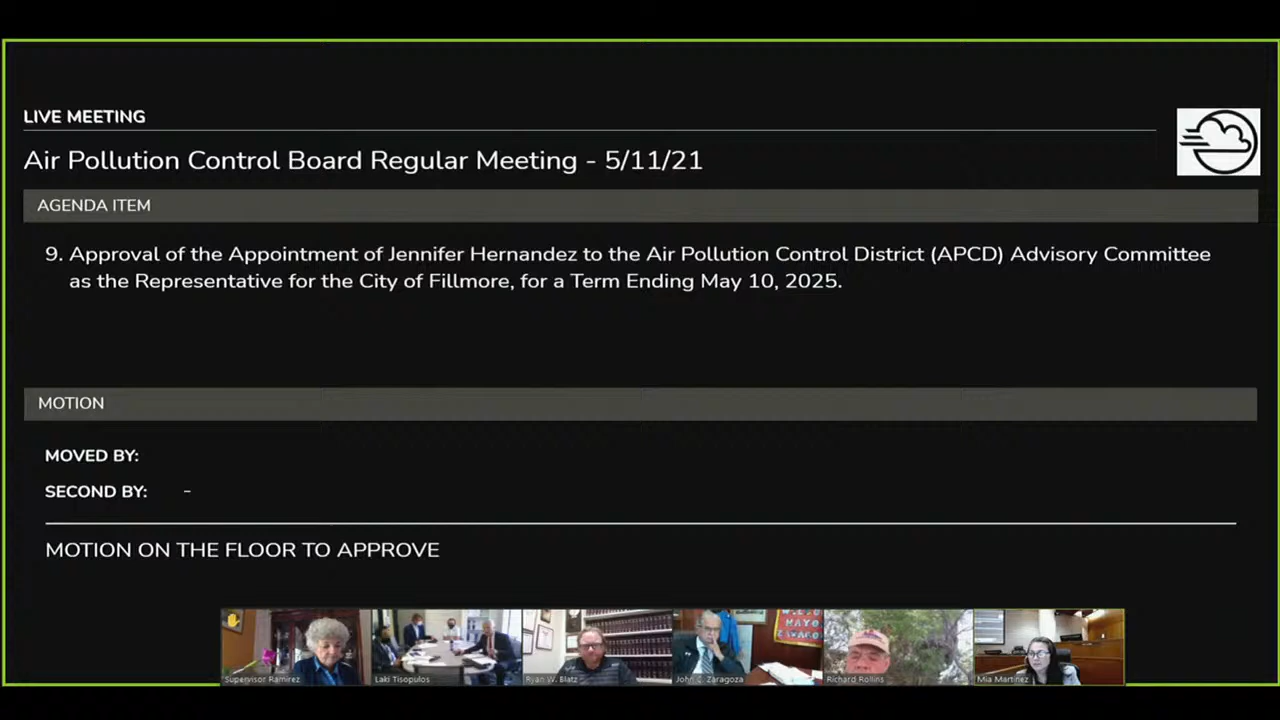 LIVE MEETING
Air Pollution Control Board Regular Meeting - 5/11/21
AGENDA ITEM
9. Approval of the Appointment of Jennifer Hernandez to the Air Pollution Control District (APCD) Advisory Committee
as the Representative for the City of Fillmore, for a Term Ending May 10, 2025.
MOTION
MOVED BY:
SECOND BY: -
MOTION ON THE FLOOR TO APPROVE
MAYO
Supervisor Ramirez
Laki Tisopulos
Ryan W. Blatz
John C. Zaragoza
Richard Rollins
Mia Martinez